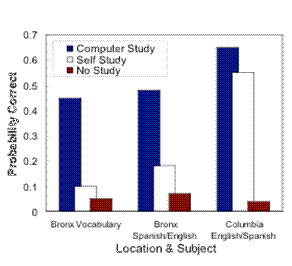 0.7
0.6
0.5
0.4
0.3
0.2
0.1
0
Probability Correct
Computer Study
Self Study
No Study
Bronx Vocabulary
Bronx
Spanish/English
Columbia
English/Spanish
Location & Subject